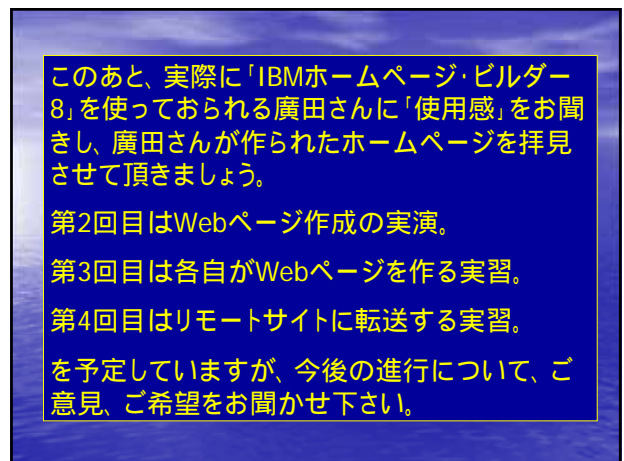 このあと、実際に｢IBMホームページ・ビルダー
8｣を使っておられる廣田さんに｢使用感｣をお聞
きし、廣田さんが作られたホームページを拝見
させて頂きましょう。
第2回目はWebページ作成の実演。
第3回目は各自がWebページを作る実習。
第4回目はリモートサイトに転送する実習。
を予定していますが、今後の進行について、ご
意見、ご希望をお聞かせ下さい。